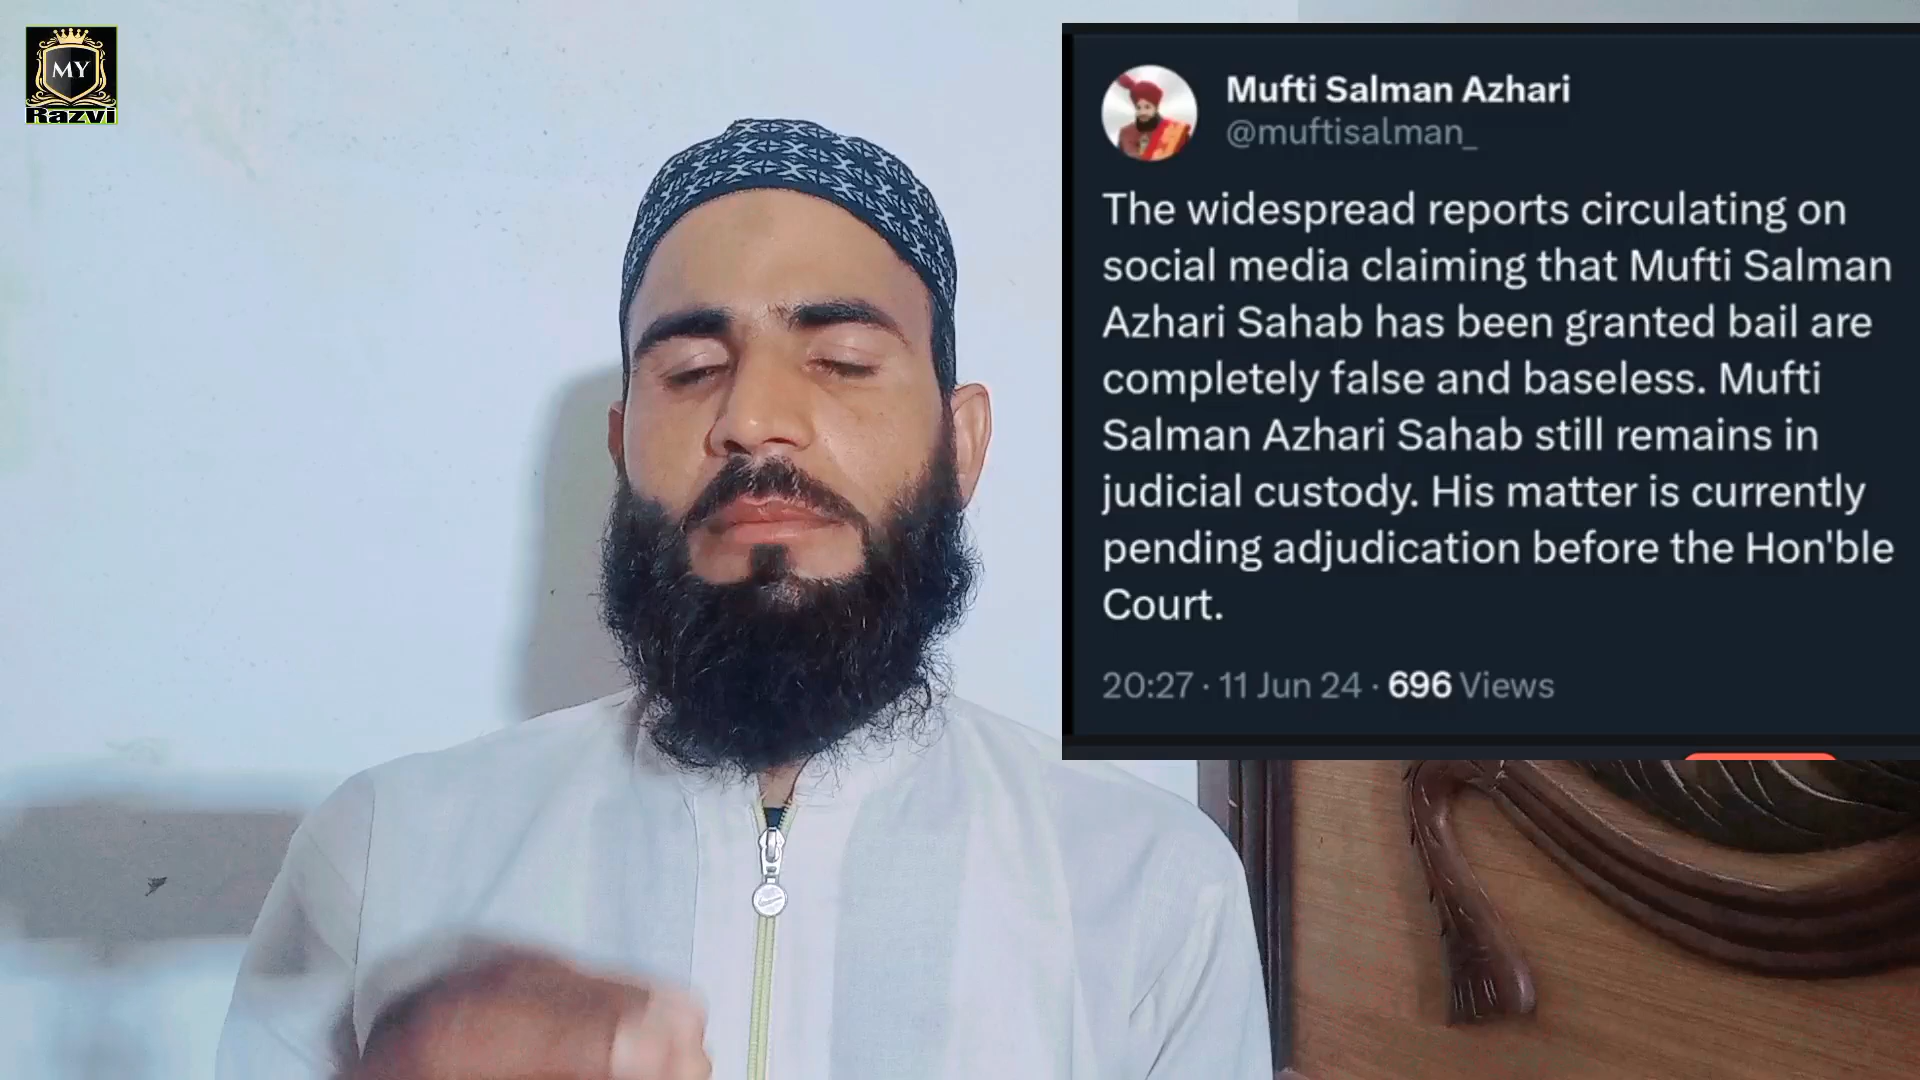 MY
Razvi
Mufti Salman Azhari
@muftisalman_
The widespread reports circulating on
social media claiming that Mufti Salman
Azhari Sahab has been granted bail are
completely false and baseless. Mufti
Salman Azhari Sahab still remains in
judicial custody. His matter is currently
pending adjudication before the Hon'ble
Court.
20:27 · 11 Jun 24 · 696 Views